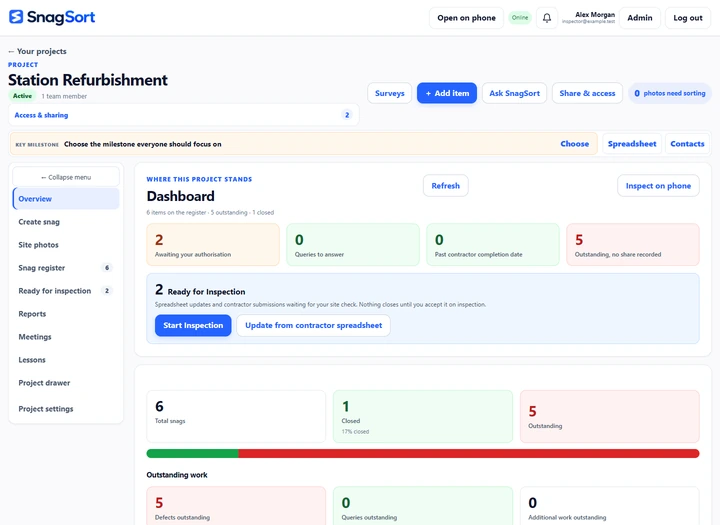 SnagSort
Open on phone
Online
Alex Morgan
inspector@example.test
Admin
Log out
← Your projects
PROJECT
Station Refurbishment
Active
1 team member
Access & sharing
2
Surveys
+ Add item
Ask SnagSort
Share & access
0 photos need sorting
KEY MILESTONE
Choose the milestone everyone should focus on
Choose
Spreadsheet
Contacts
← Collapse menu
Overview
Create snag
Site photos
Snag register
6
Ready for inspection
2
Reports
Meetings
Lessons
Project drawer
Project settings
WHERE THIS PROJECT STANDS
Dashboard
6 items on the register · 5 outstanding · 1 closed
Refresh
Inspect on phone
2
Awaiting your authorisation
0
Queries to answer
0
Past contractor completion date
5
Outstanding, no share recorded
2 Ready for Inspection
Spreadsheet updates and contractor submissions waiting for your site check. Nothing closes until you accept it on inspection.
Start Inspection
Update from contractor spreadsheet
6
Total snags
1
Closed
17% closed
5
Outstanding
Outstanding work
5
Defects outstanding
0
Queries outstanding
0
Additional work outstanding